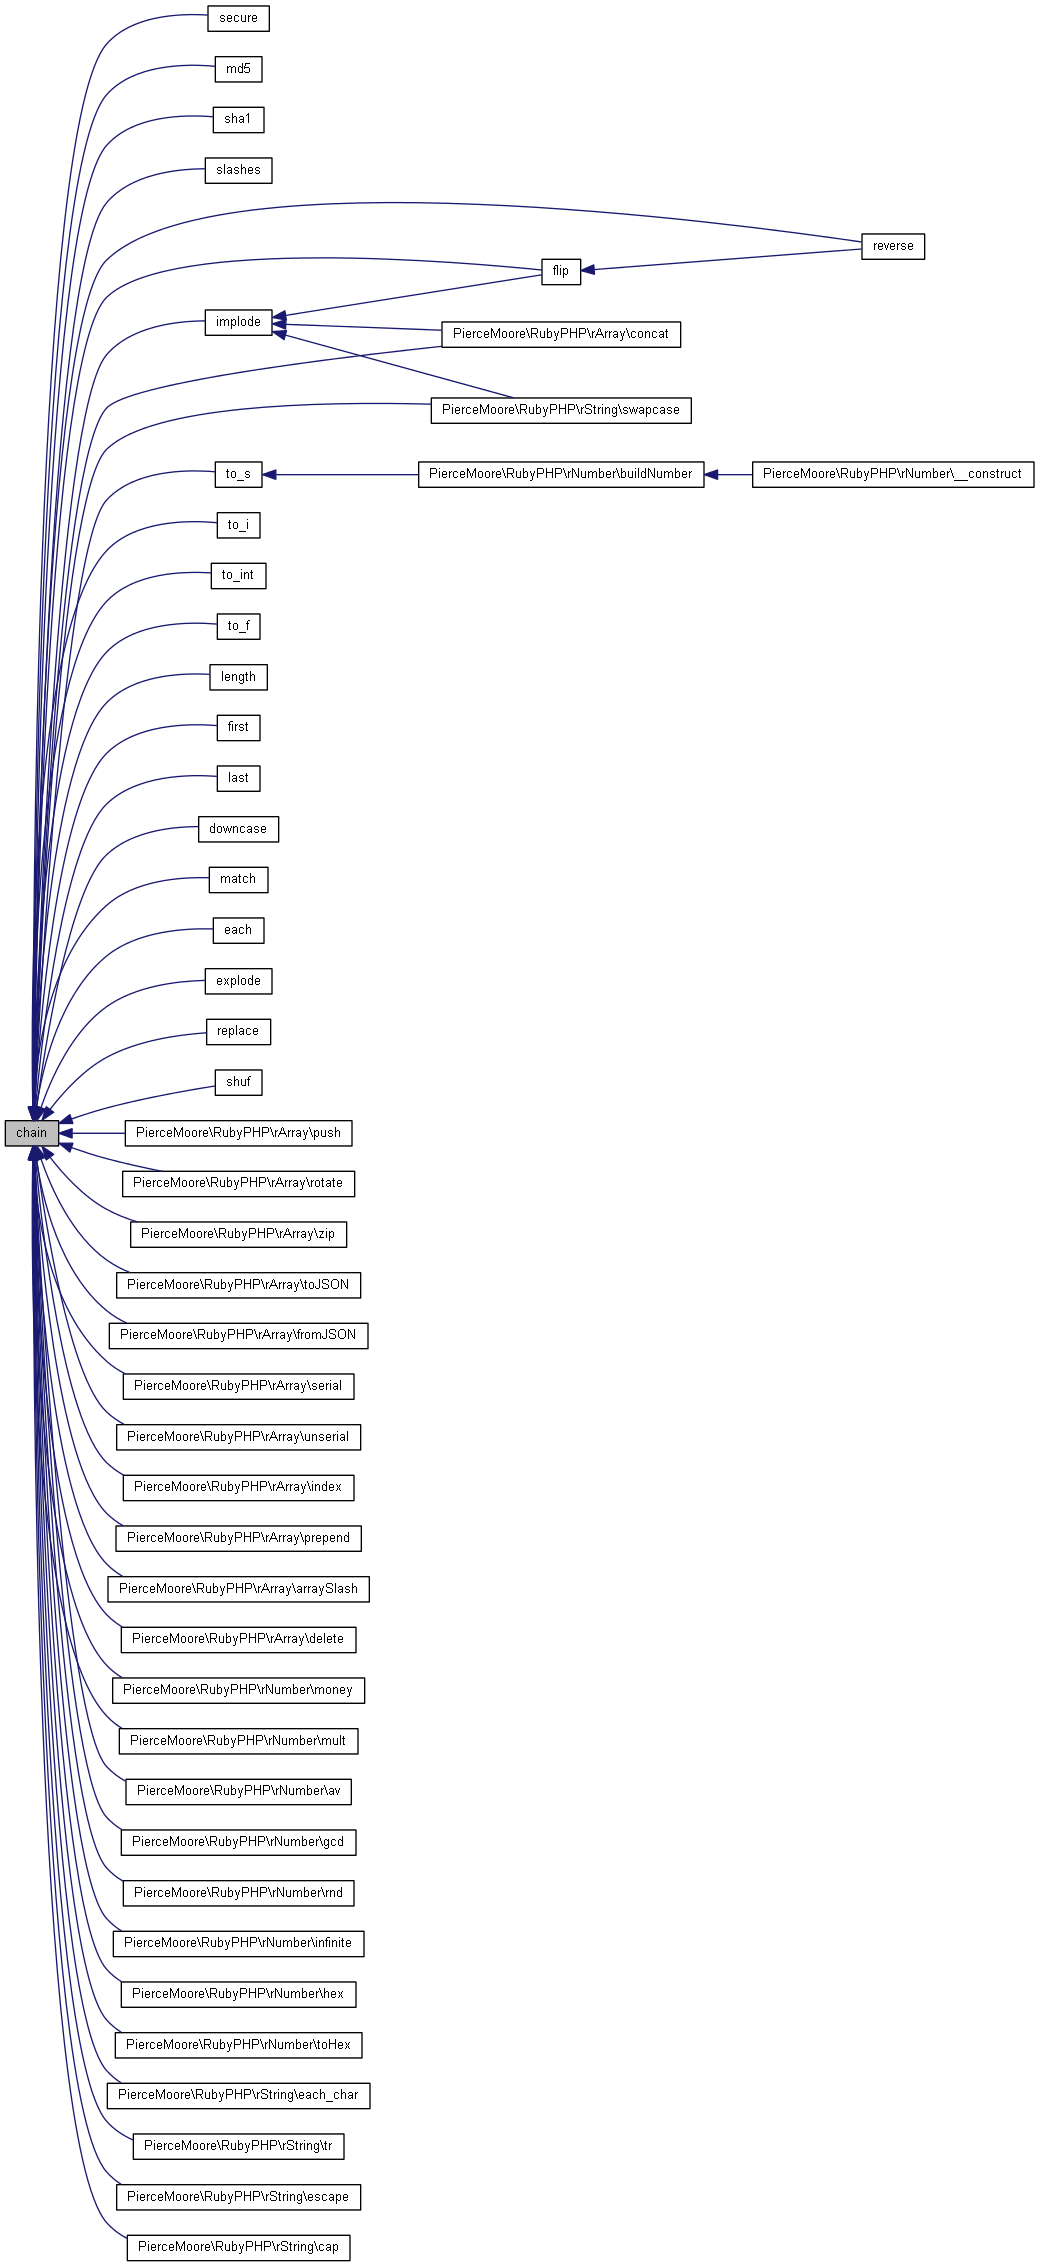 secure
md5
sha1
slashes
reverse
flip
implode
PierceMoore\RubyPHP\rArray\concat
PierceMoore\RubyPHP\rString\swapcase
to_s
PierceMoore\RubyPHP\rNumber\buildNumber
PierceMoore\RubyPHP\rNumber\__construct
to_i
to_int
to_f
length
first
last
downcase
match
each
explode
replace
shuf
chain
PierceMoore\RubyPHP\rArray\push
PierceMoore\RubyPHP\rArray\rotate
PierceMoore\RubyPHP\rArray\zip
PierceMoore\RubyPHP\rArray\toJSON
PierceMoore\RubyPHP\rArray\fromJSON
PierceMoore\RubyPHP\rArray\serial
PierceMoore\RubyPHP\rArray\unserial
PierceMoore\RubyPHP\rArray\index
PierceMoore\RubyPHP\rArray\prepend
PierceMoore\RubyPHP\rArray\arraySlash
PierceMoore\RubyPHP\rArray\delete
PierceMoore\RubyPHP\rNumber\money
PierceMoore\RubyPHP\rNumber\mult
PierceMoore\RubyPHP\rNumber\av
PierceMoore\RubyPHP\rNumber\gcd
PierceMoore\RubyPHP\rNumber\rnd
PierceMoore\RubyPHP\rNumber\infinite
PierceMoore\RubyPHP\rNumber\hex
PierceMoore\RubyPHP\rNumber\toHex
PierceMoore\RubyPHP\rString\each_char
PierceMoore\RubyPHP\rString\tr
PierceMoore\RubyPHP\rString\escape
PierceMoore\RubyPHP\rString\cap